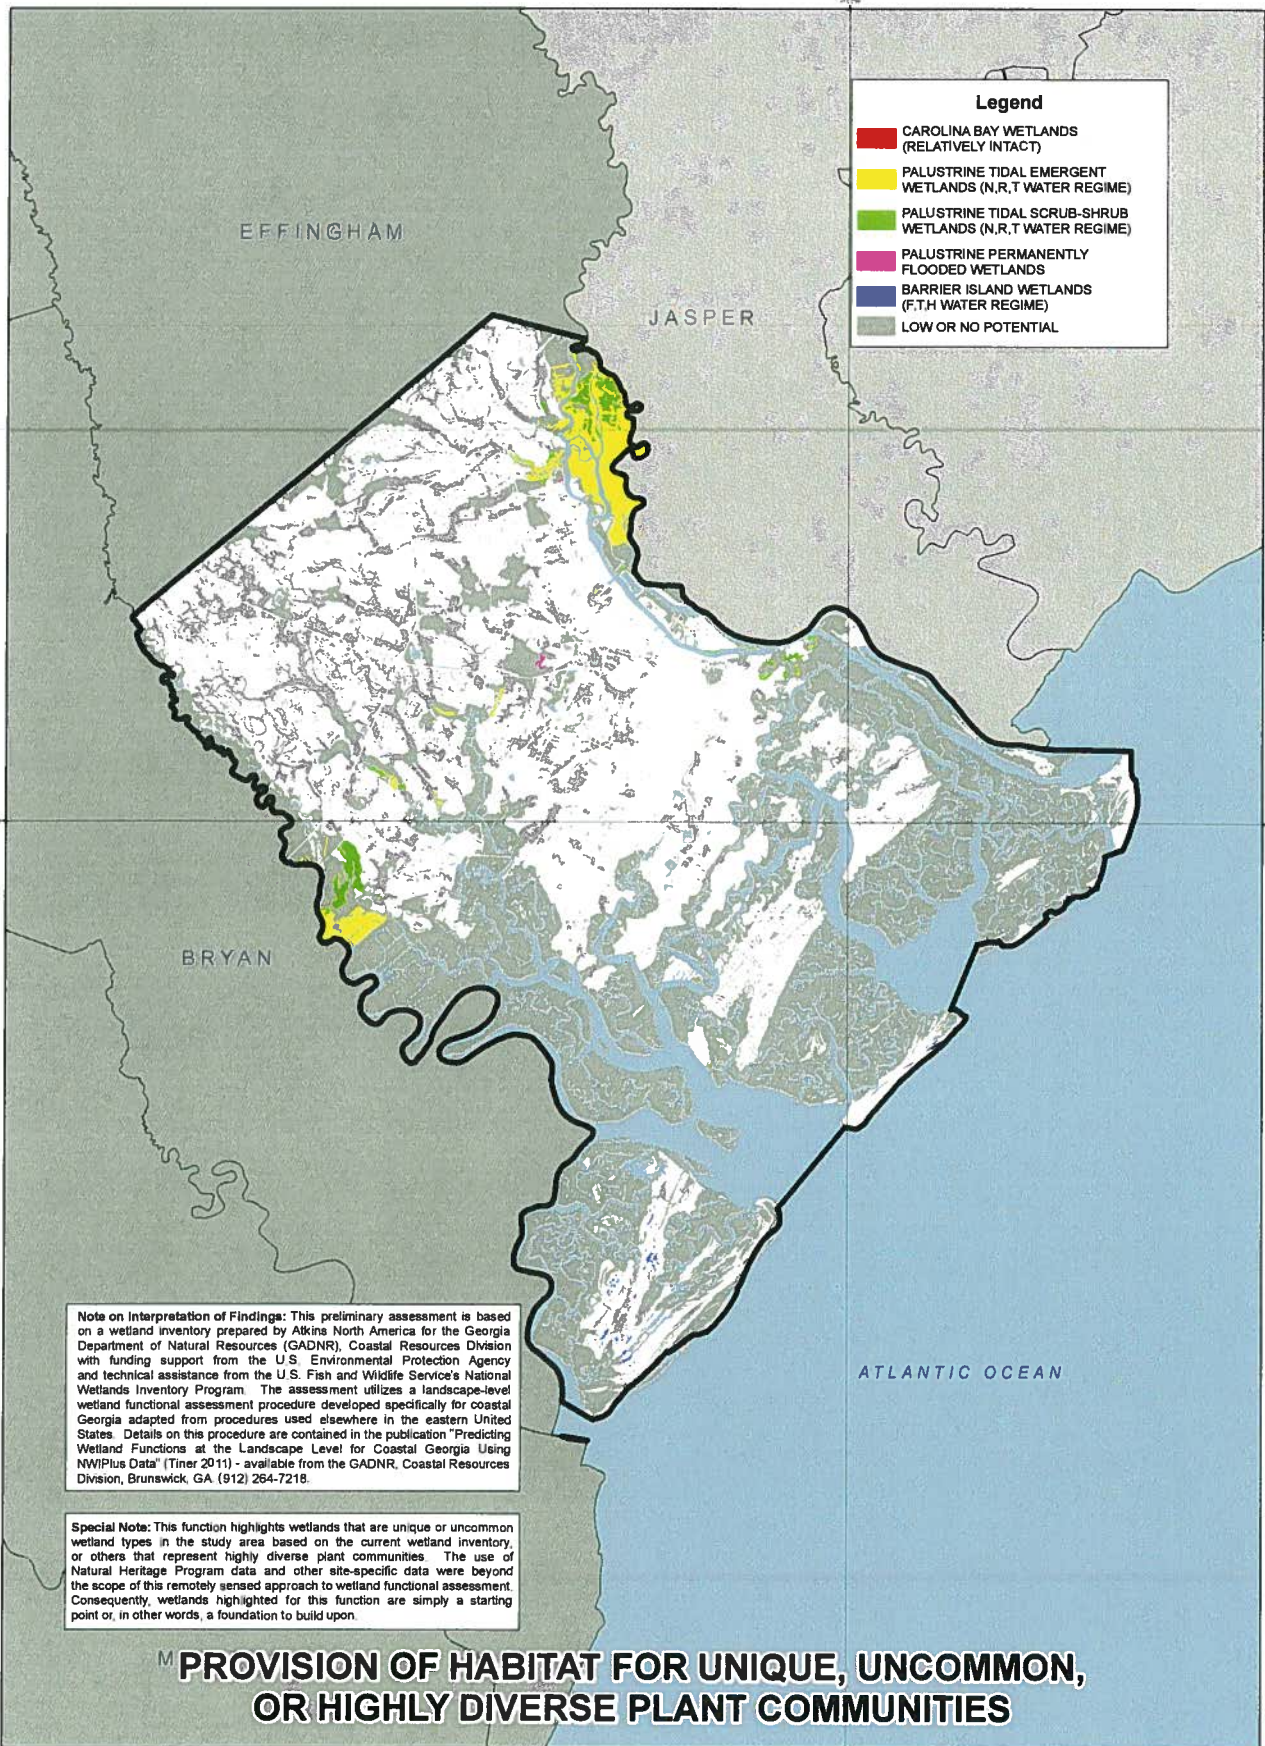 Legend
CAROLINA BAY WETLANDS
(RELATIVELY INTACT)
PALUSTRINE TIDAL EMERGENT
WETLANDS (N,R,T WATER REGIME)
PALUSTRINE TIDAL SCRUB-SHRUB
WETLANDS (N,R,T WATER REGIME)
PALUSTRINE PERMANENTLY
FLOODED WETLANDS
BARRIER ISLAND WETLANDS
(F,T,H WATER REGIME)
LOW OR NO POTENTIAL
EFFINGHAM
JASPER
BRYAN
ATLANTIC OCEAN
Note on Interpretation of Findings: This preliminary assessment is based
on a wetland inventory prepared by Atkins North America for the Georgia
Department of Natural Resources (GADNR), Coastal Resources Division
with funding support from the U.S. Environmental Protection Agency
and technical assistance from the U.S. Fish and Wildlife Service's National
Wetlands Inventory Program. The assessment utilizes a landscape-level
wetland functional assessment procedure developed specifically for coastal
Georgia adapted from procedures used elsewhere in the eastern United
States. Details on this procedure are contained in the publication "Predicting
Wetland Functions at the Landscape Level for Coastal Georgia Using
NWIPlus Data" (Tiner 2011) - available from the GADNR, Coastal Resources
Division, Brunswick, GA. (912) 264-7218.
Special Note: This function highlights wetlands that are unique or uncommon
wetland types in the study area based on the current wetland inventory,
or others that represent highly diverse plant communities. The use of
Natural Heritage Program data and other site-specific data were beyond
the scope of this remotely sensed approach to wetland functional assessment.
Consequently, wetlands highlighted for this function are simply a starting
point or, in other words, a foundation to build upon.
PROVISION OF HABITAT FOR UNIQUE, UNCOMMON,
OR HIGHLY DIVERSE PLANT COMMUNITIES